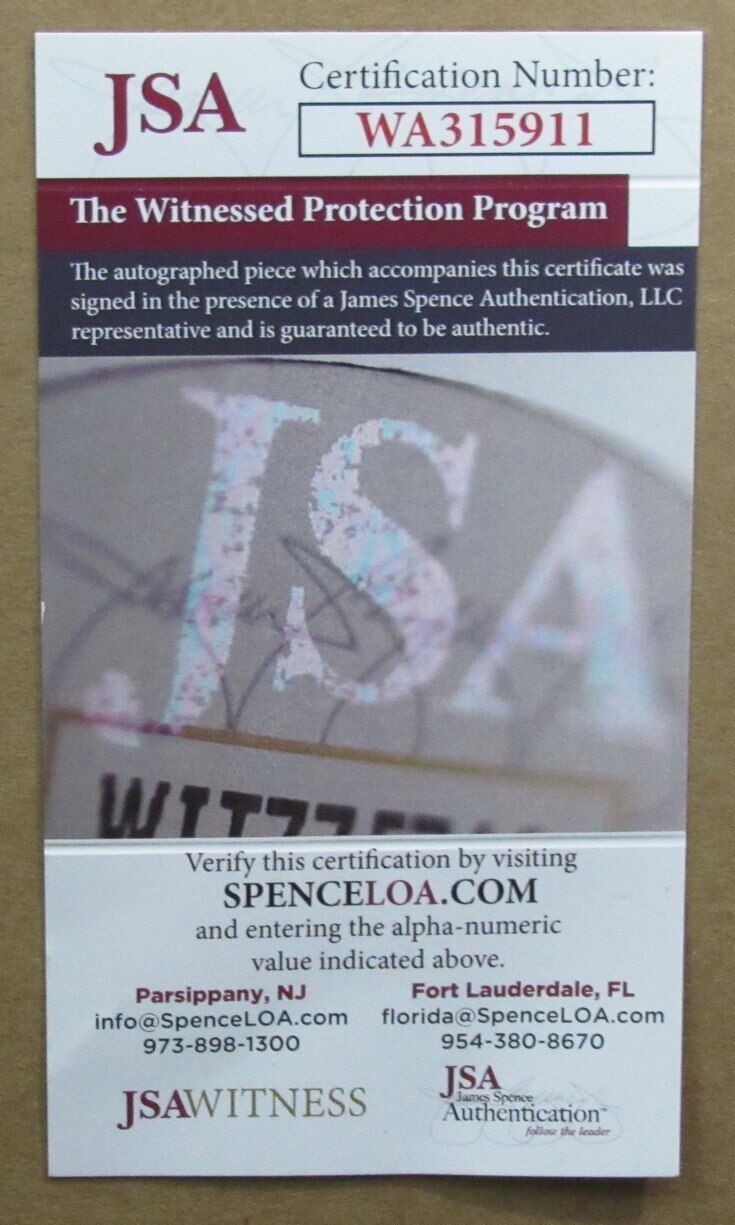 JSA
Certification Number:
WA315911
The Witnessed Protection Program
The autographed piece which accompanies this certificate was
signed in the presence of a James Spence Authentication, LLC
representative and is guaranteed to be authentic.
JSA
Verify this certification by visiting
SPENCELOA.COM
and entering the alpha-numeric
value indicated above.
Parsippany, NJ
info@SpenceLOA.com
973-898-1300
Fort Lauderdale, FL
florida@SpenceLOA.com
954-380-8670
JSAWITNESS
JSA
James Spence
Authentication™
follow the leader